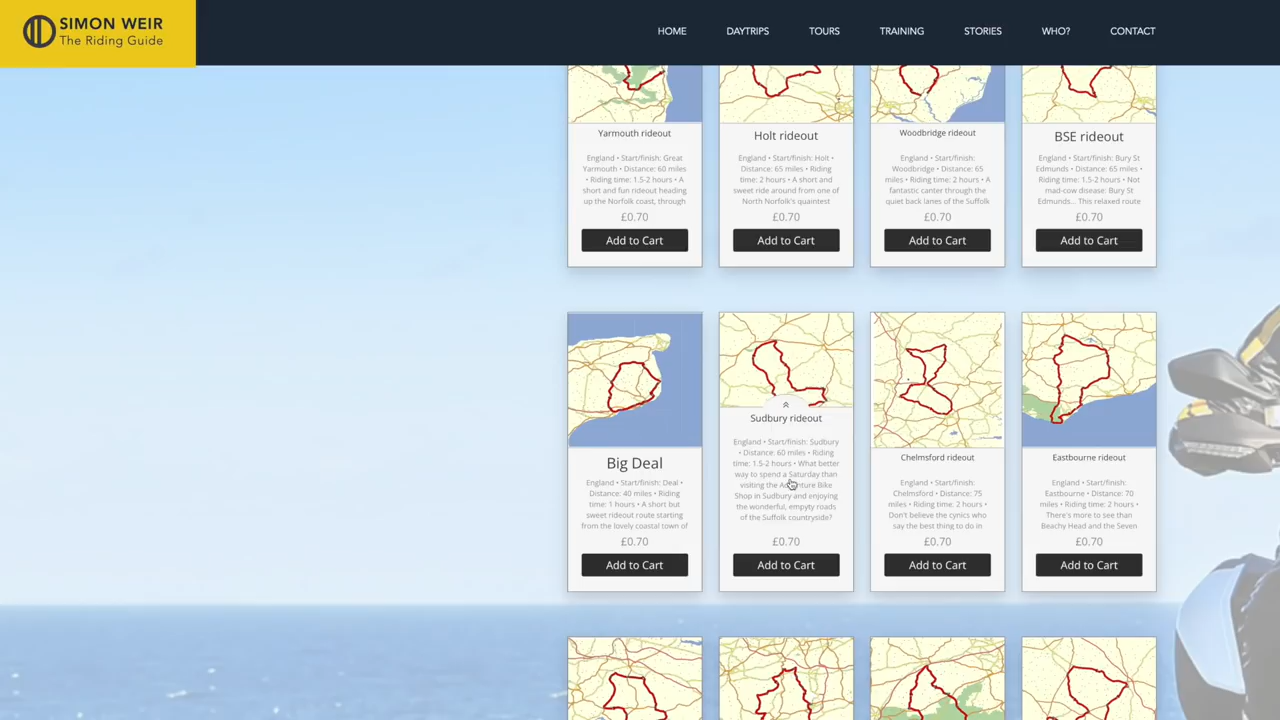 SIMON WEIR
The Riding Guide
HOME DAYTRIPS TOURS TRAINING STORIES WHO? CONTACT
Yarmouth rideout
England • Start/finish: Great
Yarmouth • Distance: 60 miles
• Riding time: 1.5-2 hours • A
short and fun rideout heading
up the Norfolk coast, through
£0.70
Add to Cart
Holt rideout
England • Start/finish: Holt •
Distance: 65 miles • Riding
time: 2 hours • A short and
sweet ride around from one of
North Norfolk's quaintest
£0.70
Add to Cart
Woodbridge rideout
England • Start/finish:
Woodbridge • Distance: 65
miles • Riding time: 2 hours • A
fantastic canter through the
quiet back lanes of the Suffolk
£0.70
Add to Cart
BSE rideout
England • Start/finish: Bury St
Edmunds • Distance: 65 miles •
Riding time: 1.5-2 hours • Not
mad-cow disease: Bury St
Edmunds... This relaxed route
£0.70
Add to Cart
Big Deal
England • Start/finish: Deal •
Distance: 40 miles • Riding
time: 1 hours • A short but
sweet rideout route starting
from the lovely coastal town of
£0.70
Add to Cart
Sudbury rideout
England • Start/finish: Sudbury
• Distance: 60 miles • Riding
time: 1.5-2 hours • What better
way to spend a Saturday than
visiting the Adventure Bike
Shop in Sudbury and enjoying
the wonderful, empty roads
of the Suffolk countryside?
£0.70
Add to Cart
Chelmsford rideout
England • Start/finish:
Chelmsford • Distance: 75
miles • Riding time: 2 hours •
Don't believe the cynics who
say the best thing to do in
£0.70
Add to Cart
Eastbourne rideout
England • Start/finish:
Eastbourne • Distance: 70
miles • Riding time: 2 hours •
There's more to see than
Beachy Head and the Seven
£0.70
Add to Cart